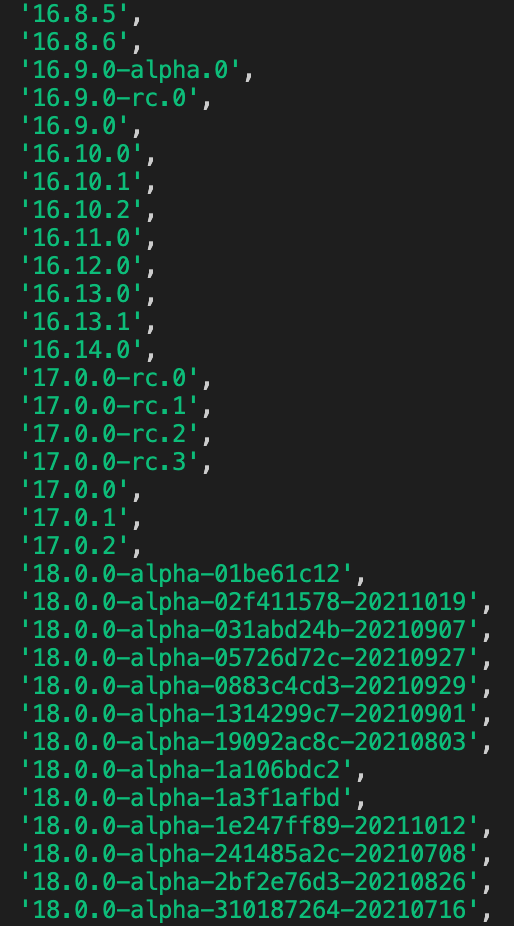 '16.8.5',
'16.8.6',
'16.9.0-alpha.0',
'16.9.0-rc.0',
'16.9.0',
'16.10.0',
'16.10.1',
'16.10.2',
'16.11.0',
'16.12.0',
'16.13.0',
'16.13.1',
'16.14.0',
'17.0.0-rc.0',
'17.0.0-rc.1',
'17.0.0-rc.2',
'17.0.0-rc.3',
'17.0.0',
'17.0.1',
'17.0.2',
'18.0.0-alpha-01be61c12',
'18.0.0-alpha-02f411578-20211019',
'18.0.0-alpha-031abd24b-20210907',
'18.0.0-alpha-05726d72c-20210927',
'18.0.0-alpha-0883c4cd3-20210929',
'18.0.0-alpha-1314299c7-20210901',
'18.0.0-alpha-19092ac8c-20210803',
'18.0.0-alpha-1a106bdc2',
'18.0.0-alpha-1a3f1afbd',
'18.0.0-alpha-1e247ff89-20211012',
'18.0.0-alpha-241485a2c-20210708',
'18.0.0-alpha-2bf2e76d3-20210826',
'18.0.0-alpha-310187264-20210716',